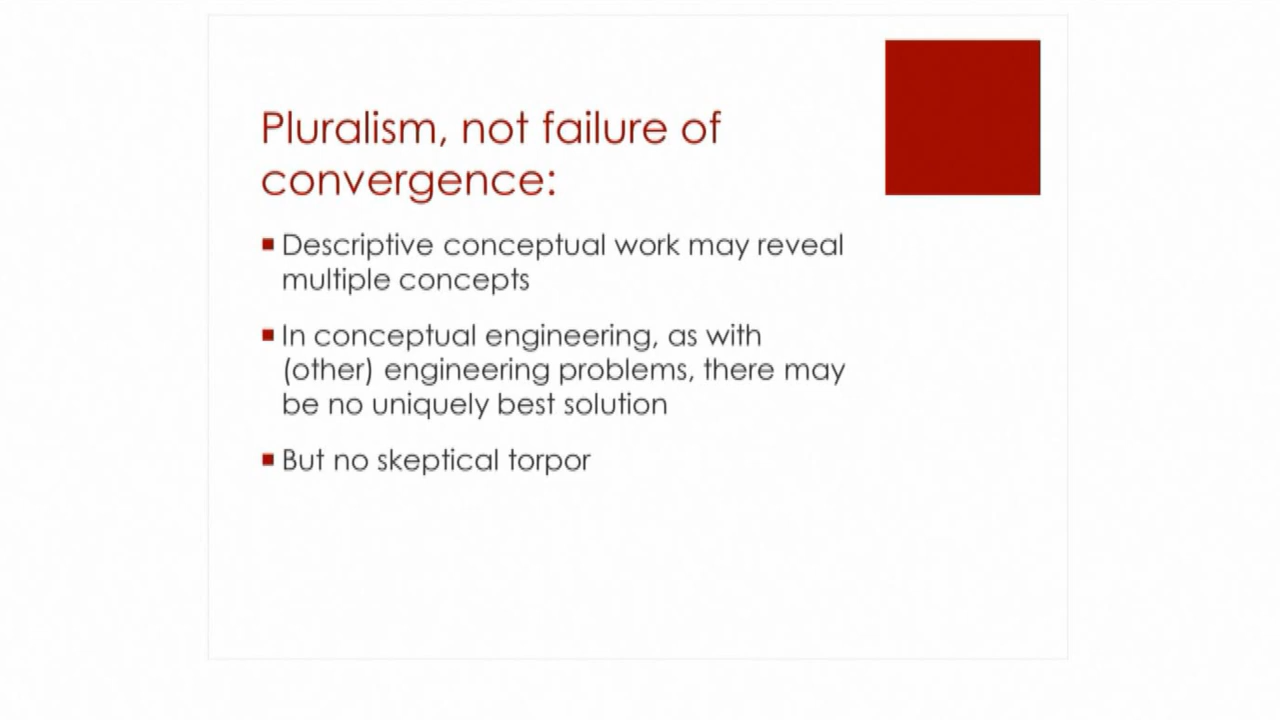 Pluralism, not failure of
convergence:
Descriptive conceptual work may reveal
multiple concepts
In conceptual engineering, as with
(other) engineering problems, there may
be no uniquely best solution
But no skeptical torpor